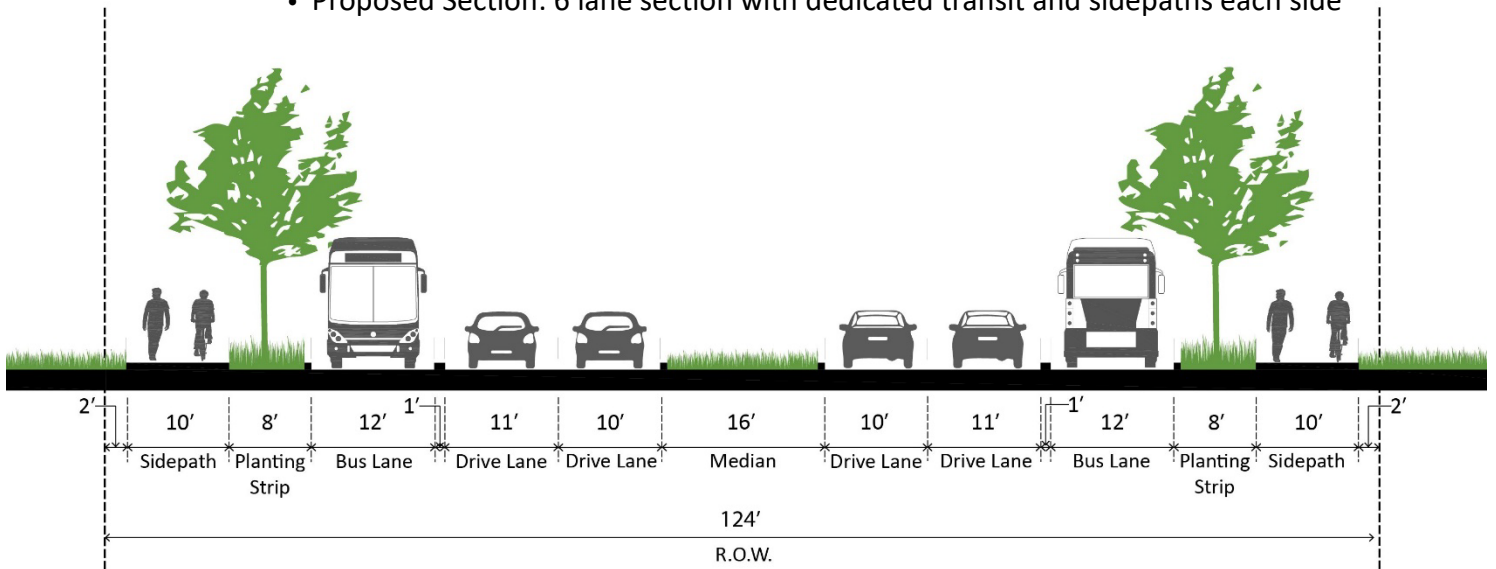 • Proposed Section: 6 lane section with dedicated transit and sidepaths each side
2' 10' 8' 12' 1' 11' 10' 16' 10' 11' 1' 12' 8' 10' 2'
Sidepath Planting Strip Bus Lane Drive Lane Drive Lane Median Drive Lane Drive Lane Bus Lane Planting Strip Sidepath
124'
R.O.W.